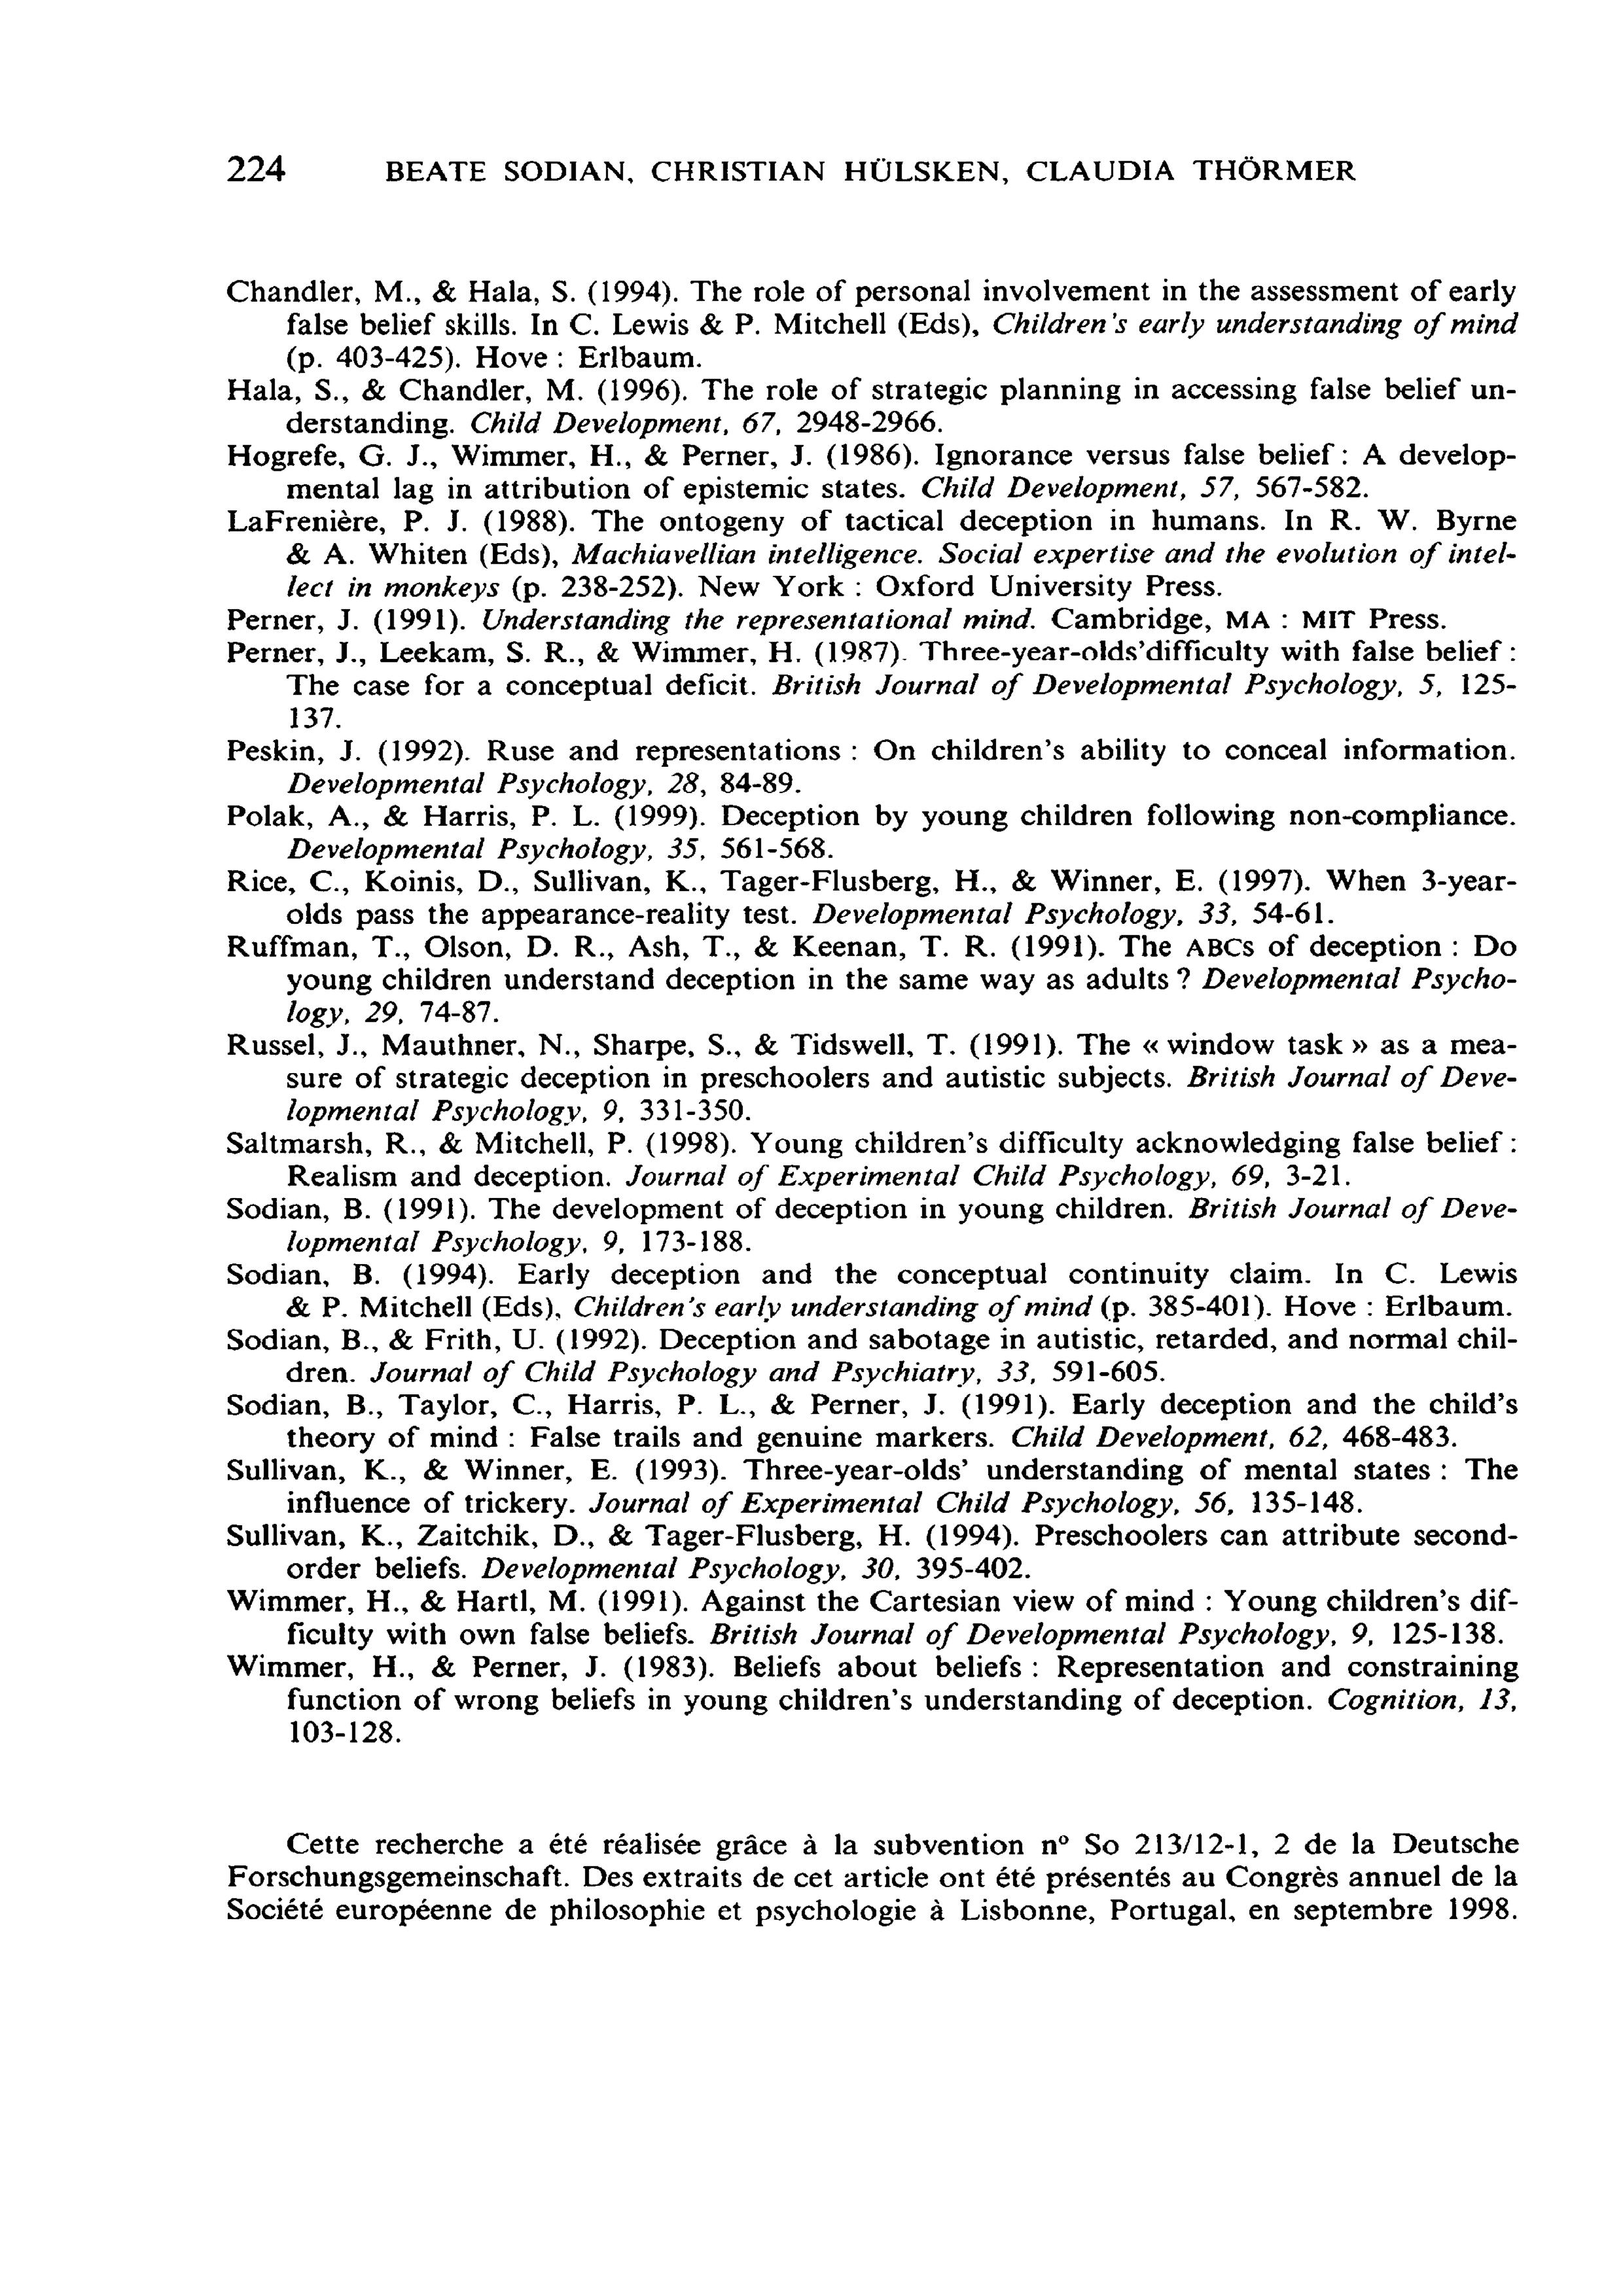 224 BEATE SODIAN, CHRISTIAN HÜLSKEN, CLAUDIA THÖRMER
Chandler, M., & Hala, S. (1994). The role of personal involvement in the assessment of early
false belief skills. In C. Lewis & P. Mitchell (Eds), Children's early understanding of mind
(p. 403-425). Hove : Erlbaum.
Hala, S., & Chandler, M. (1996). The role of strategic planning in accessing false belief un-
derstanding. Child Development, 67, 2948-2966.
Hogrefe, G. J., Wimmer, H., & Perner, J. (1986). Ignorance versus false belief : A develop-
mental lag in attribution of epistemic states. Child Development, 57, 567-582.
LaFrenière, P. J. (1988). The ontogeny of tactical deception in humans. In R. W. Byrne
& A. Whiten (Eds), Machiavellian intelligence. Social expertise and the evolution of intel-
lect in monkeys (p. 238-252). New York : Oxford University Press.
Perner, J. (1991). Understanding the representational mind. Cambridge, MA : MIT Press.
Perner, J., Leekam, S. R., & Wimmer, H. (1987). Three-year-olds'difficulty with false belief :
The case for a conceptual deficit. British Journal of Developmental Psychology, 5, 125-
137.
Peskin, J. (1992). Ruse and representations : On children's ability to conceal information.
Developmental Psychology, 28, 84-89.
Polak, A., & Harris, P. L. (1999). Deception by young children following non-compliance.
Developmental Psychology, 35, 561-568.
Rice, C., Koinis, D., Sullivan, K., Tager-Flusberg, H., & Winner, E. (1997). When 3-year-
olds pass the appearance-reality test. Developmental Psychology, 33, 54-61.
Ruffman, T., Olson, D. R., Ash, T., & Keenan, T. R. (1991). The ABCs of deception : Do
young children understand deception in the same way as adults ? Developmental Psycho-
logy, 29, 74-87.
Russel, J., Mauthner, N., Sharpe, S., & Tidswell, T. (1991). The « window task » as a mea-
sure of strategic deception in preschoolers and autistic subjects. British Journal of Deve-
lopmental Psychology, 9, 331-350.
Saltmarsh, R., & Mitchell, P. (1998). Young children's difficulty acknowledging false belief :
Realism and deception. Journal of Experimental Child Psychology, 69, 3-21.
Sodian, B. (1991). The development of deception in young children. British Journal of Deve-
lopmental Psychology, 9, 173-188.
Sodian, B. (1994). Early deception and the conceptual continuity claim. In C. Lewis
& P. Mitchell (Eds), Children's early understanding of mind (p. 385-401). Hove : Erlbaum.
Sodian, B., & Frith, U. (1992). Deception and sabotage in autistic, retarded, and normal chil-
dren. Journal of Child Psychology and Psychiatry, 33, 591-605.
Sodian, B., Taylor, C., Harris, P. L., & Perner, J. (1991). Early deception and the child's
theory of mind : False trails and genuine markers. Child Development, 62, 468-483.
Sullivan, K., & Winner, E. (1993). Three-year-olds' understanding of mental states : The
influence of trickery. Journal of Experimental Child Psychology, 56, 135-148.
Sullivan, K., Zaitchik, D., & Tager-Flusberg, H. (1994). Preschoolers can attribute second-
order beliefs. Developmental Psychology, 30, 395-402.
Wimmer, H., & Hartl, M. (1991). Against the Cartesian view of mind : Young children's dif-
ficulty with own false beliefs. British Journal of Developmental Psychology, 9, 125-138.
Wimmer, H., & Perner, J. (1983). Beliefs about beliefs : Representation and constraining
function of wrong beliefs in young children's understanding of deception. Cognition, 13,
103-128.
Cette recherche a été réalisée grâce à la subvention nº So 213/12-1, 2 de la Deutsche
Forschungsgemeinschaft. Des extraits de cet article ont été présentés au Congrès annuel de la
Société européenne de philosophie et psychologie à Lisbonne, Portugal, en septembre 1998.